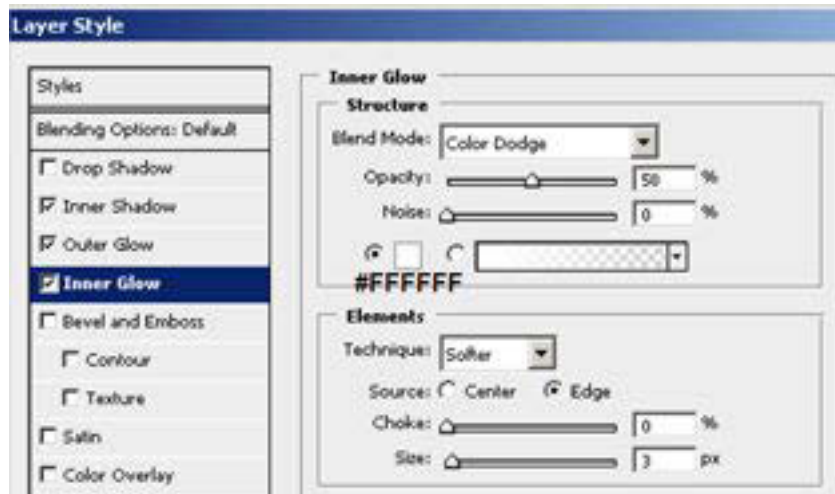 Layer Style
Styles
Blending Options: Default
Drop Shadow
Inner Shadow
Outer Glow
Inner Glow
Bevel and Emboss
Contour
Texture
Satin
Color Overlay
Inner Glow
Structure
Blend Mode: Color Dodge
Opacity: 50 %
Noise: 0 %
#FFFFFF
Elements
Technique: Softer
Source: Center Edge
Choke: 0 %
Size: 3 px